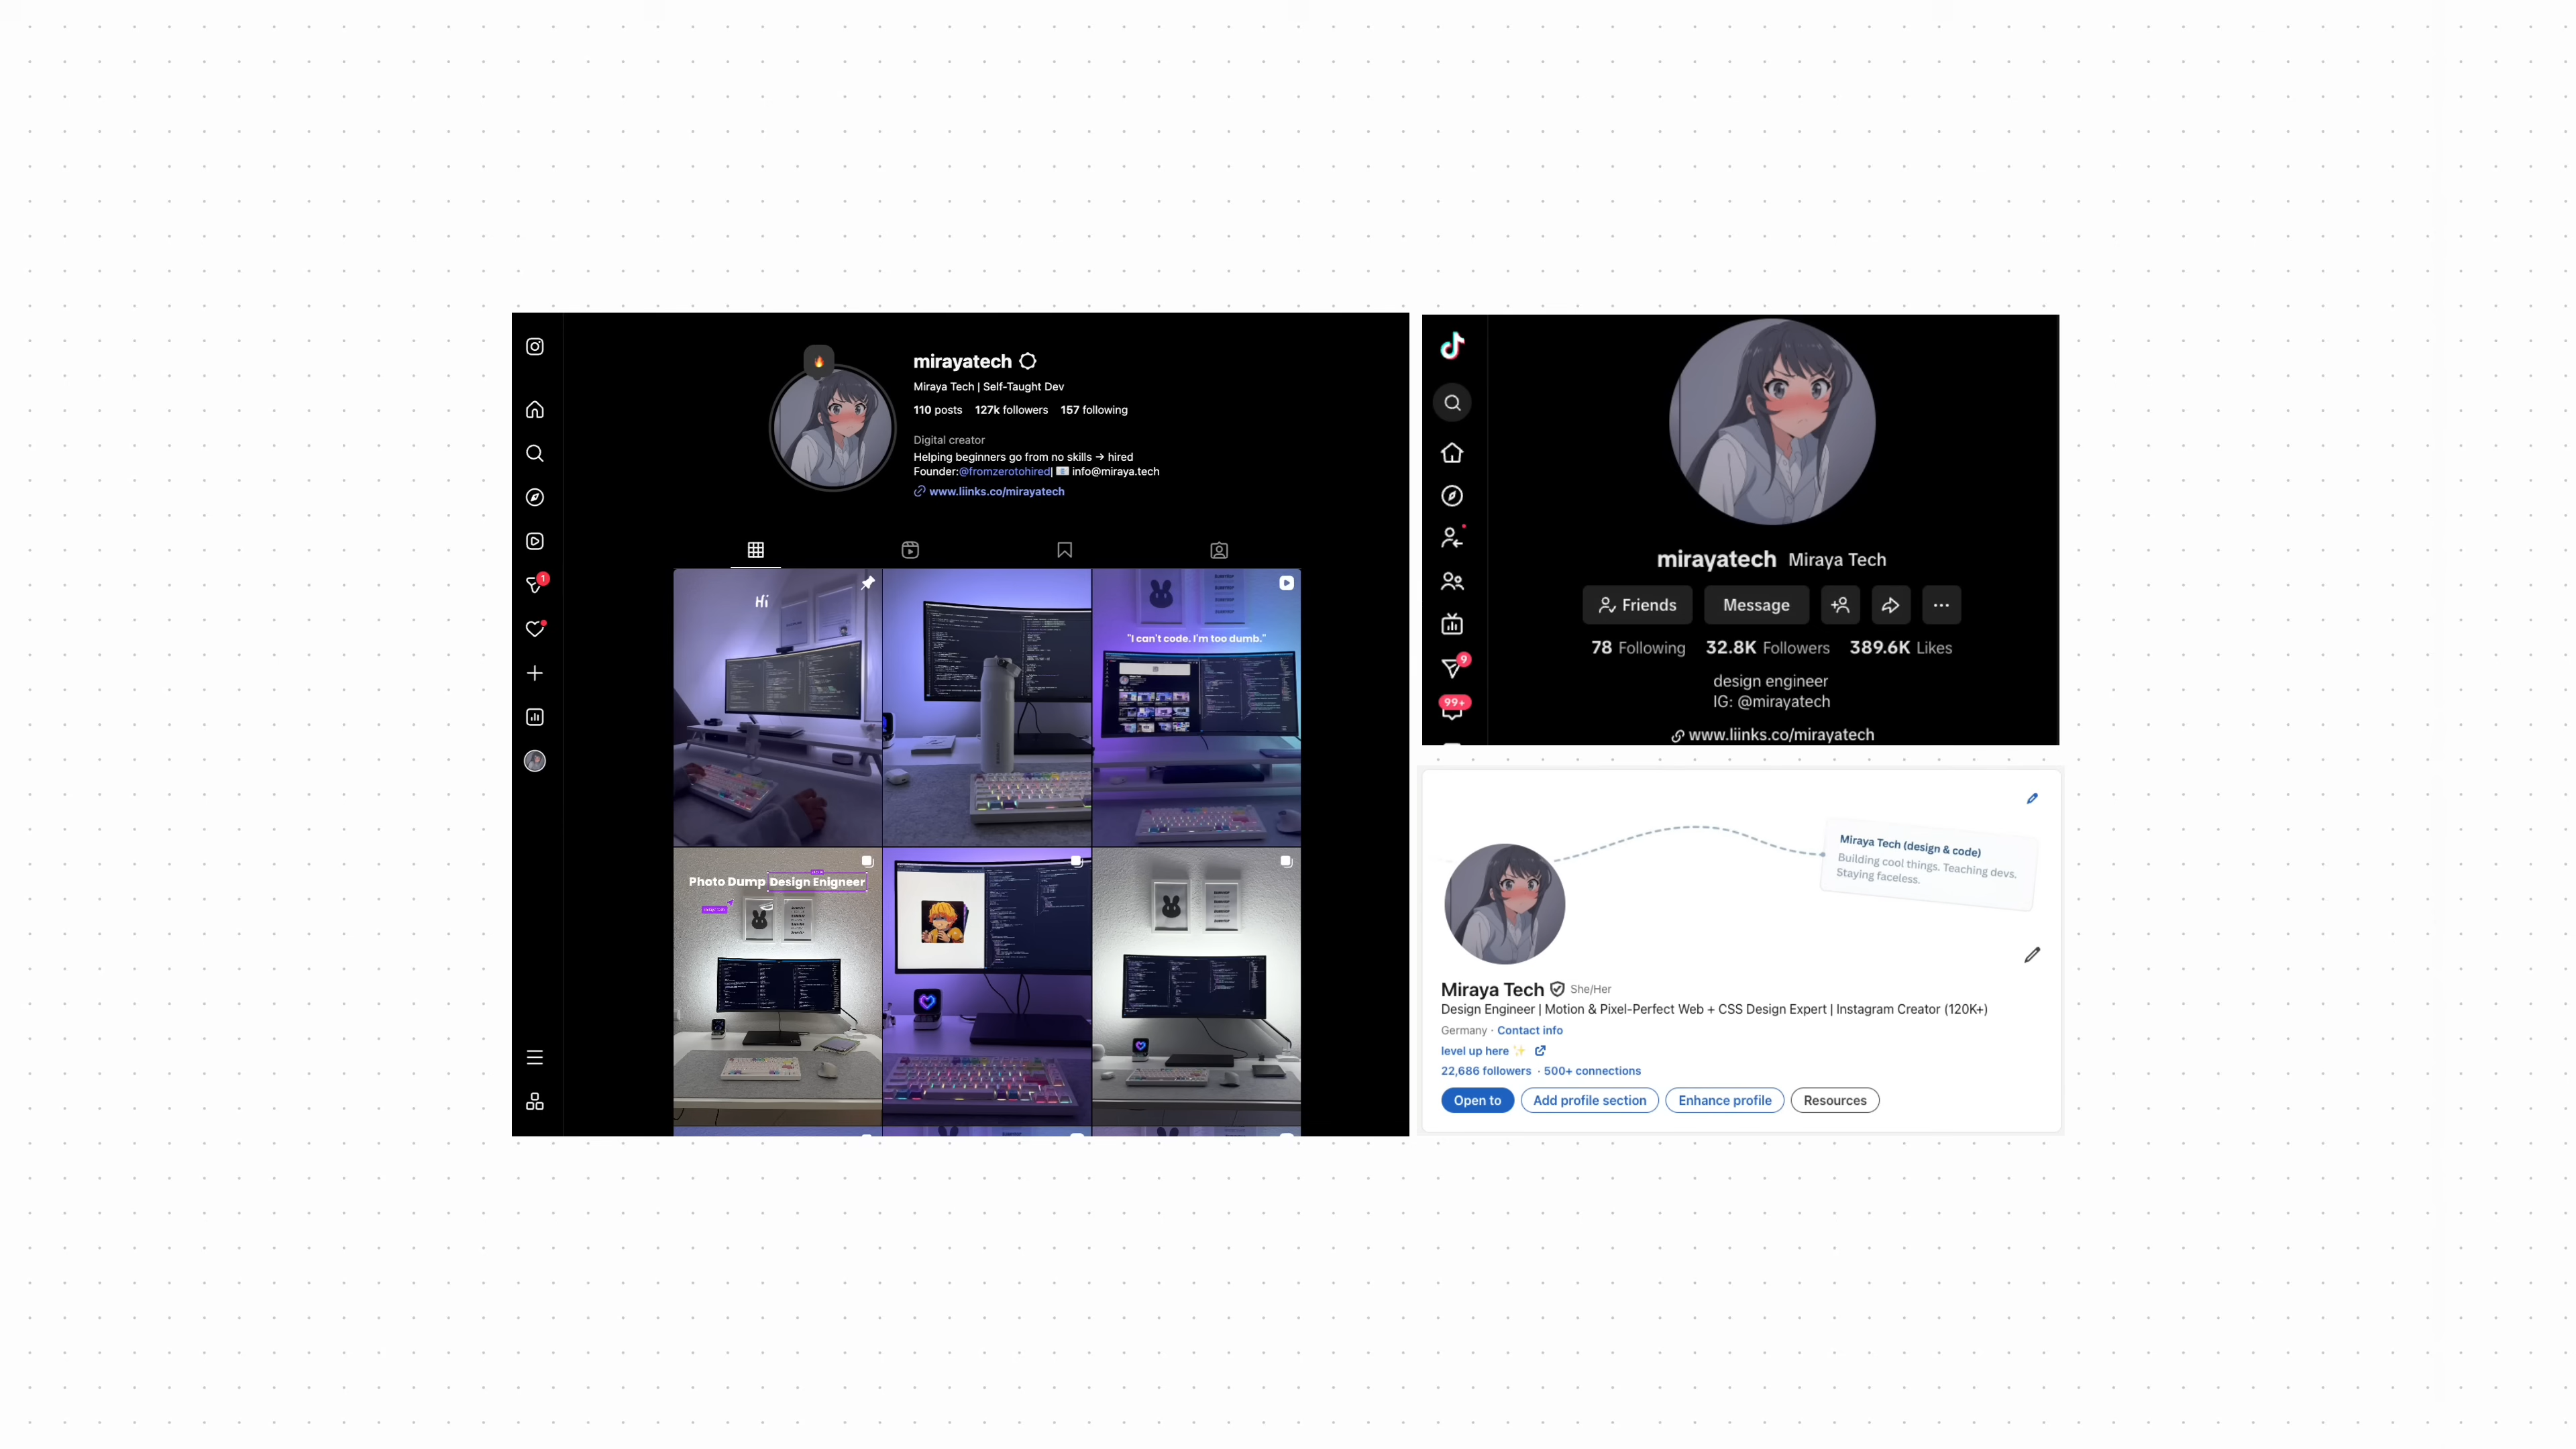 mirayatech
Miraya Tech | Self-Taught Dev
110 posts 127k followers 157 following
Digital creator
Helping beginners go from no skills → hired
Founder:@fromzerotohired| 📧 info@miraya.tech
www.liinks.co/mirayatech
1
Hi
"I can't code. I'm too dumb."
Photo Dump Design Enigneer
mirayatech Miraya Tech
Friends Message
78 Following 32.8K Followers 389.6K Likes
design engineer
IG: @mirayatech
www.liinks.co/mirayatech
9
99+
Miraya Tech (design & code)
Building cool things. Teaching devs.
Staying faceless.
Miraya Tech She/Her
Design Engineer | Motion & Pixel-Perfect Web + CSS Design Expert | Instagram Creator (120K+)
Germany · Contact info
level up here ✨
22,686 followers · 500+ connections
Open to Add profile section Enhance profile Resources